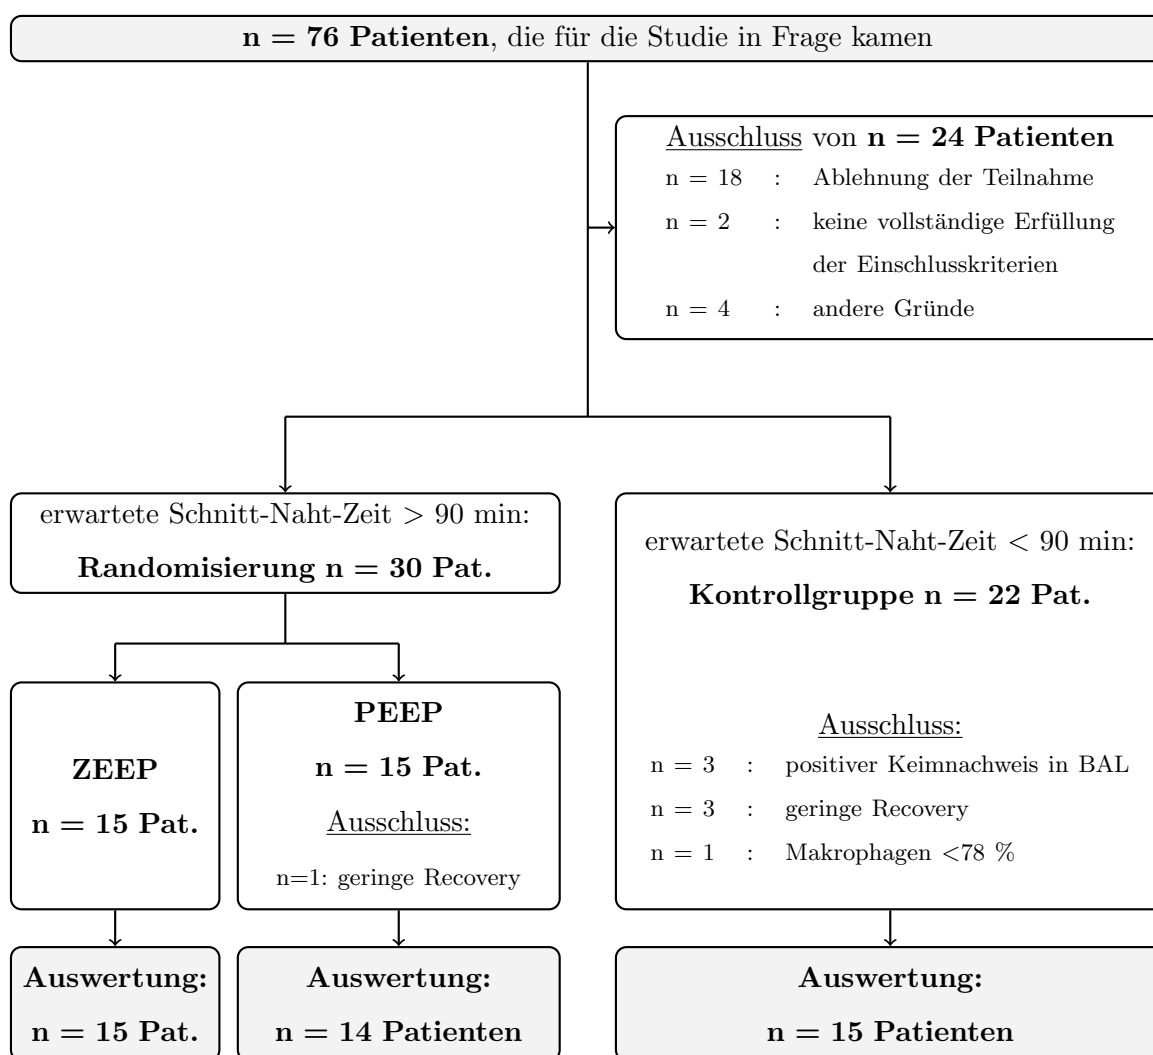 n = 76 Patienten, die für die Studie in Frage kamen
Ausschluss von n = 24 Patienten
n = 18 : Ablehnung der Teilnahme
n = 2 : keine vollständige Erfüllung
der Einschlusskriterien
n = 4 : andere Gründe
erwartete Schnitt-Naht-Zeit > 90 min:
Randomisierung n = 30 Pat.
erwartete Schnitt-Naht-Zeit < 90 min:
Kontrollgruppe n = 22 Pat.
Ausschluss:
n = 3 : positiver Keimnachweis in BAL
n = 3 : geringe Recovery
n = 1 : Makrophagen <78 %
ZEEP
n = 15 Pat.
PEEP
n = 15 Pat.
Ausschluss:
n=1: geringe Recovery
Auswertung:
n = 15 Pat.
Auswertung:
n = 14 Patienten
Auswertung:
n = 15 Patienten